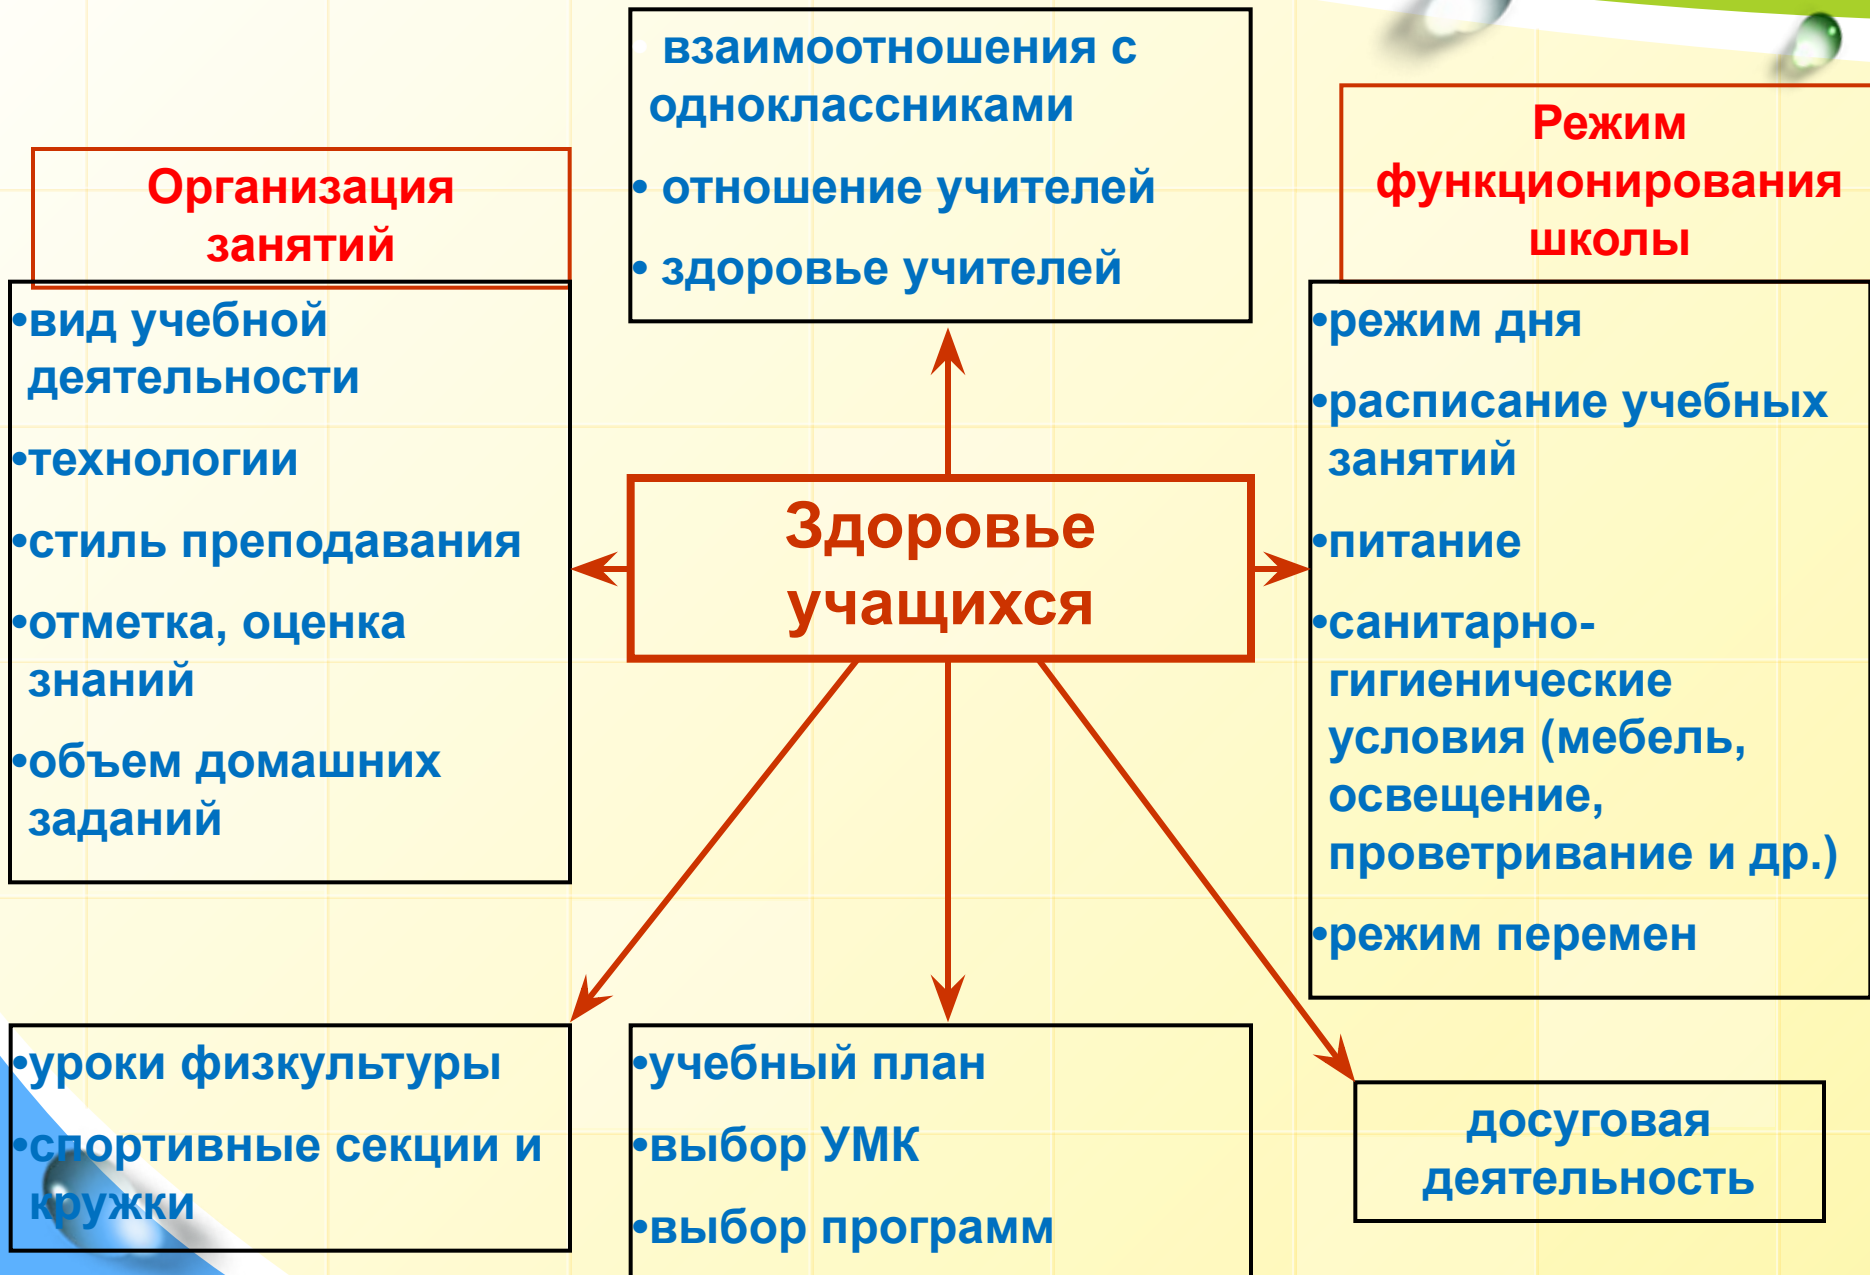 • взаимоотношения с
одноклассниками
• отношение учителей
• здоровье учителей
Организация
занятий
•вид учебной
деятельности
•технологии
•стиль преподавания
•отметка, оценка
знаний
•объем домашних
заданий
Режим
функционирования
школы
•режим дня
•расписание учебных
занятий
•питание
•санитарно-
гигиенические
условия (мебель,
освещение,
проветривание и др.)
•режим перемен
Здоровье
учащихся
•уроки физкультуры
•спортивные секции и
кружки
•учебный план
•выбор УМК
•выбор программ
досуговая
деятельность